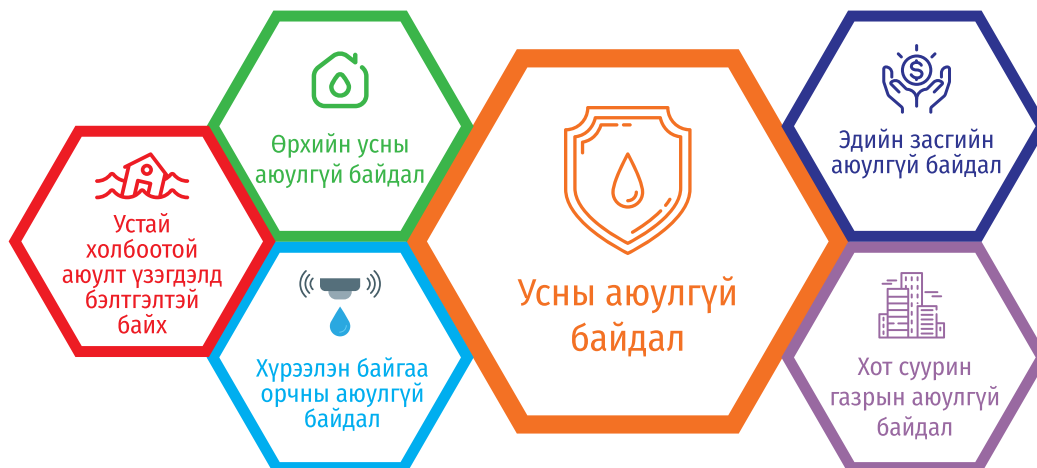 Өрхийн усны
аюулгүй байдал
Эдийн засгийн
аюулгүй байдал
Устай
холбоотой
аюулт үзэгдэлд
бэлтгэлтэй
байх
Усны аюулгүй
байдал
Хүрээлэн байгаа
орчны аюулгүй
байдал
Хот суурин
газрын аюулгүй
байдал